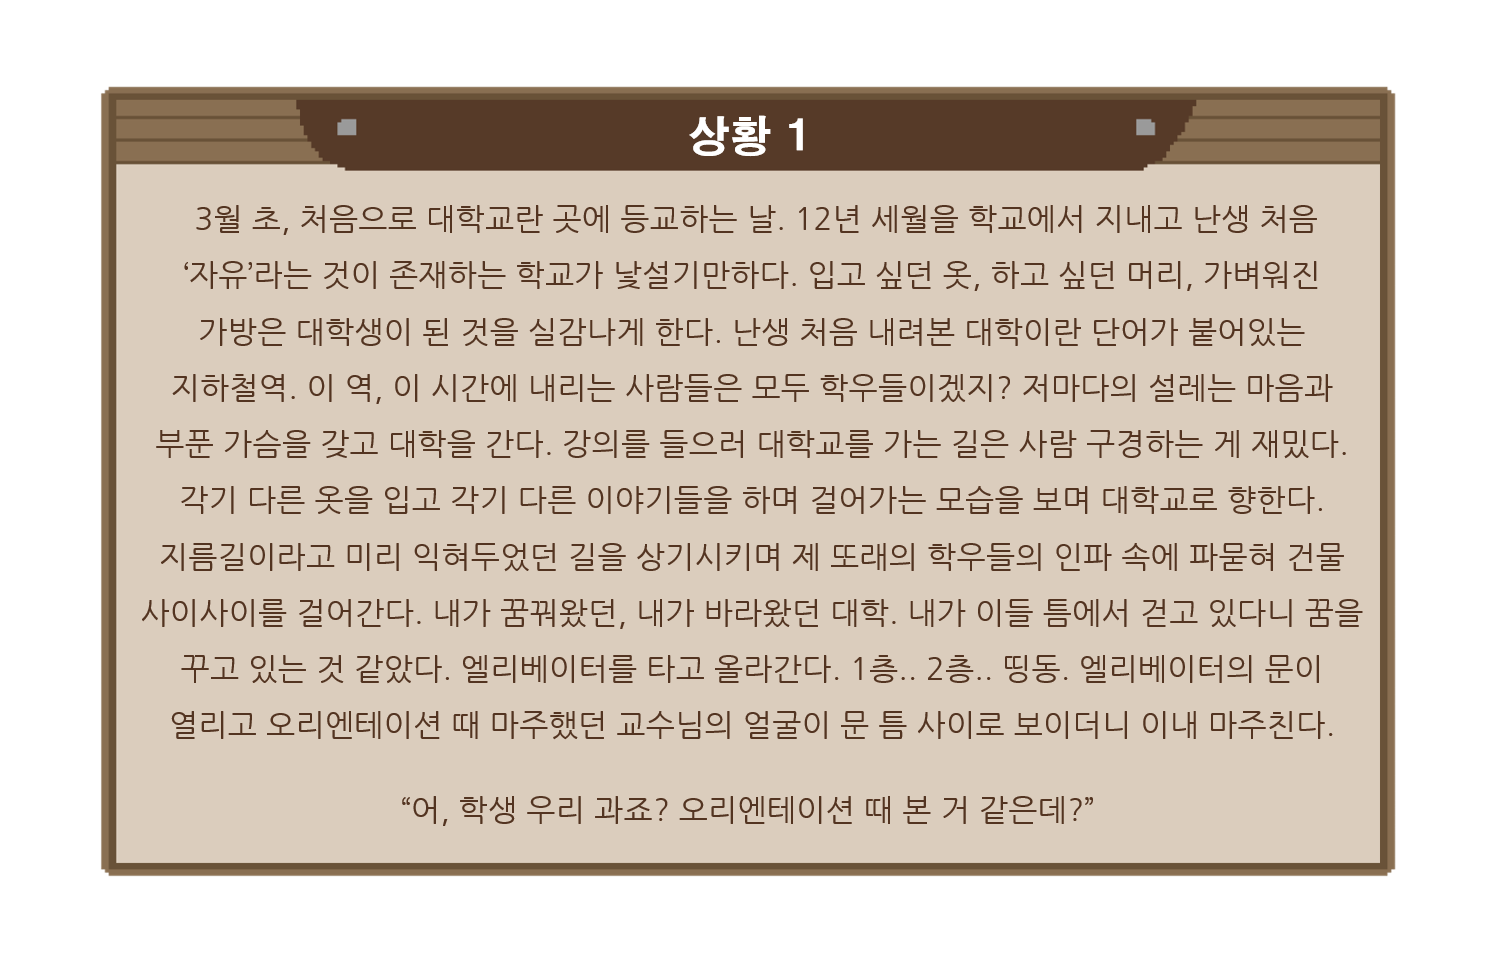 상황 1
3월 초, 처음으로 대학교란 곳에 등교하는 날. 12년 세월을 학교에서 지내고 난생 처음
‘자유’라는 것이 존재하는 학교가 낯설기만하다. 입고 싶던 옷, 하고 싶던 머리, 가벼워진
가방은 대학생이 된 것을 실감나게 한다. 난생 처음 내려본 대학이란 단어가 붙어있는
지하철역. 이 역, 이 시간에 내리는 사람들은 모두 학우들이겠지? 저마다의 설레는 마음과
부푼 가슴을 갖고 대학을 간다. 강의를 들으러 대학교를 가는 길은 사람 구경하는 게 재밌다.
각기 다른 옷을 입고 각기 다른 이야기들을 하며 걸어가는 모습을 보며 대학교로 향한다.
지름길이라고 미리 익혀두었던 길을 상기시키며 제 또래의 학우들의 인파 속에 파묻혀 건물
사이사이를 걸어간다. 내가 꿈꿔왔던, 내가 바라왔던 대학. 내가 이들 틈에서 걷고 있다니 꿈을
꾸고 있는 것 같았다. 엘리베이터를 타고 올라간다. 1층.. 2층.. 띵동. 엘리베이터의 문이
열리고 오리엔테이션 때 마주했던 교수님의 얼굴이 문 틈 사이로 보이더니 이내 마주친다.
“어, 학생 우리 과죠? 오리엔테이션 때 본 거 같은데?”